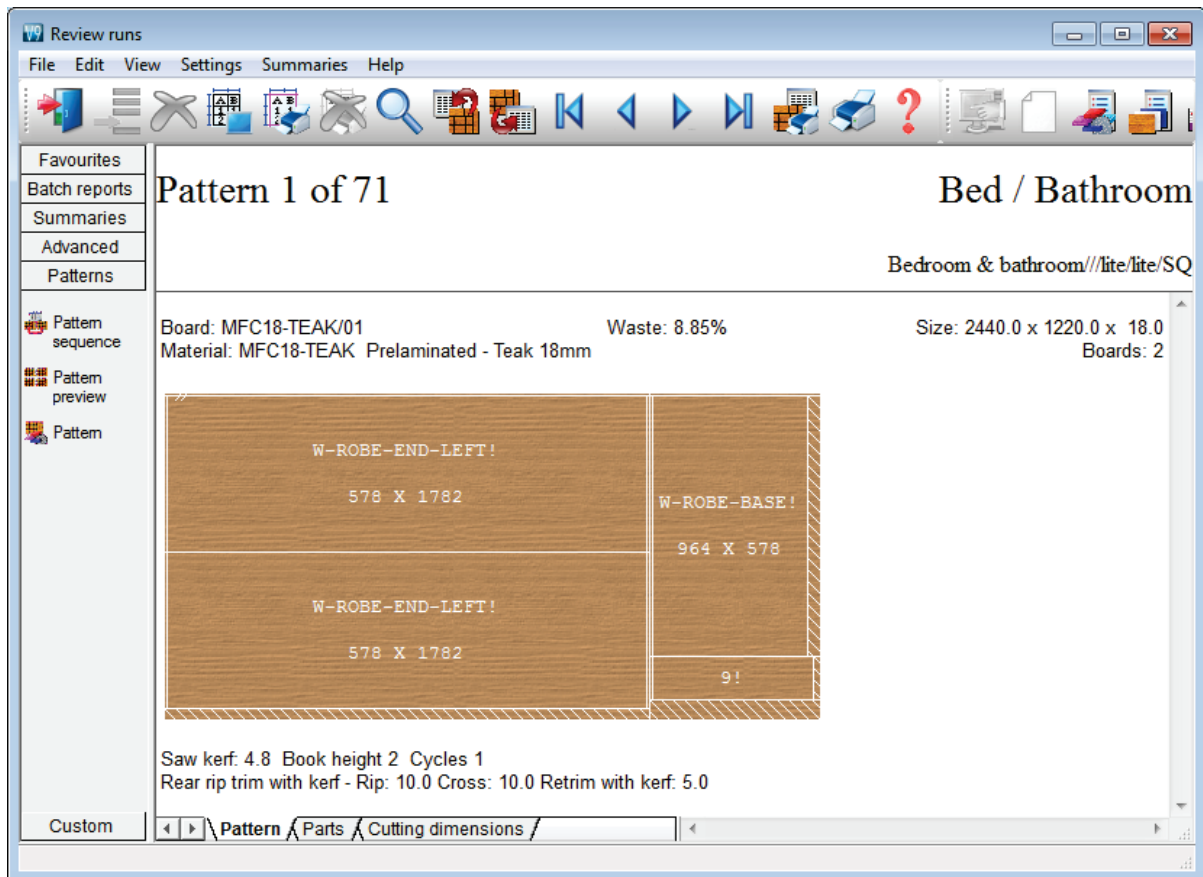 Review runs
File Edit View Settings Summaries Help
Favourites
Batch reports
Summaries
Advanced
Patterns
Pattern
sequence
Pattern
preview
Pattern
Custom
Pattern 1 of 71
Bed / Bathroom
Bedroom & bathroom///lite/lite/SQ
Board: MFC18-TEAK/01 Waste: 8.85% Size: 2440.0 x 1220.0 x 18.0
Material: MFC18-TEAK Prelaminated - Teak 18mm Boards: 2
W-ROBE-END-LEFT!
578 X 1782
W-ROBE-BASE!
964 X 578
W-ROBE-END-LEFT!
578 X 1782
9!
Saw kerf: 4.8 Book height 2 Cycles 1
Rear rip trim with kerf - Rip: 10.0 Cross: 10.0 Retrim with kerf: 5.0
Pattern Parts Cutting dimensions